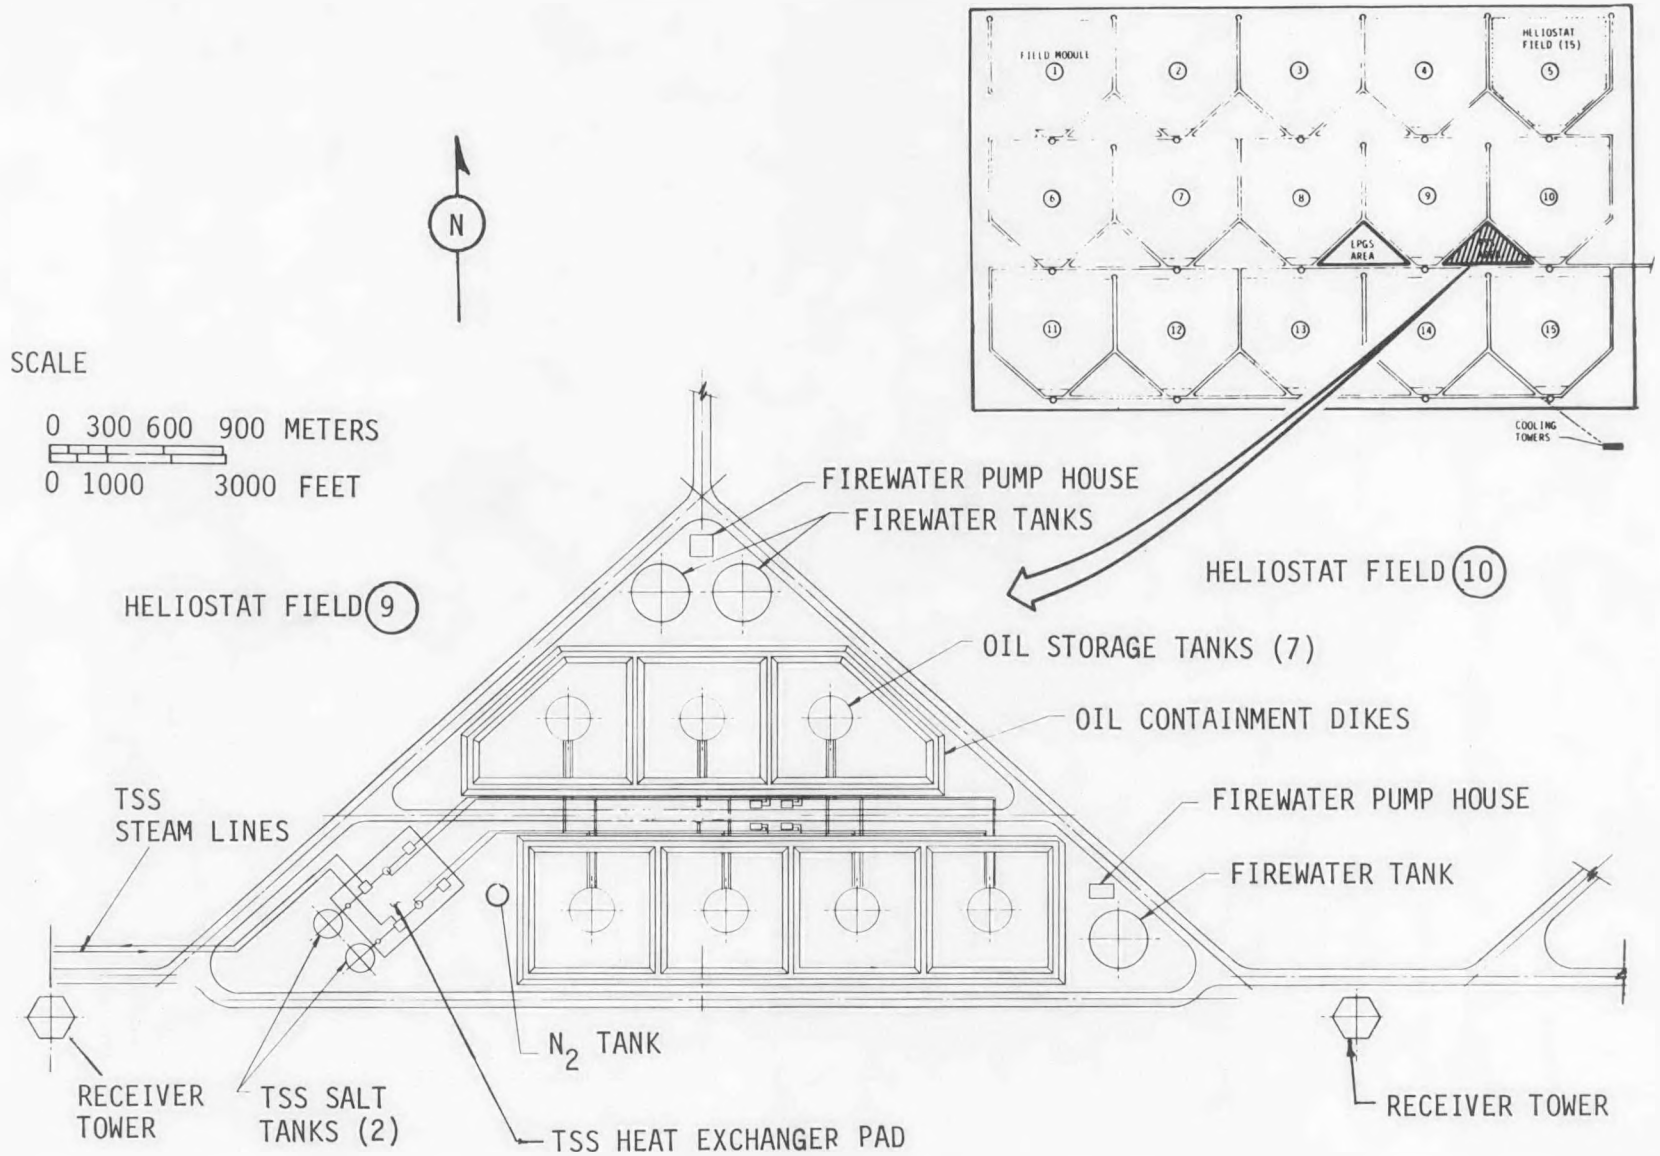 FIELD MODULE
1
2
3
4
HELIOSTAT
FIELD (15)
5
6
7
8
9
10
LPGS
AREA
11
12
13
14
15
COOLING
TOWERS
N
SCALE
0 300 600 900 METERS
0 1000 3000 FEET
FIREWATER PUMP HOUSE
FIREWATER TANKS
HELIOSTAT FIELD 9
HELIOSTAT FIELD 10
OIL STORAGE TANKS (7)
OIL CONTAINMENT DIKES
TSS
STEAM LINES
FIREWATER PUMP HOUSE
FIREWATER TANK
N2 TANK
RECEIVER
TOWER
TSS SALT
TANKS (2)
TSS HEAT EXCHANGER PAD
RECEIVER TOWER